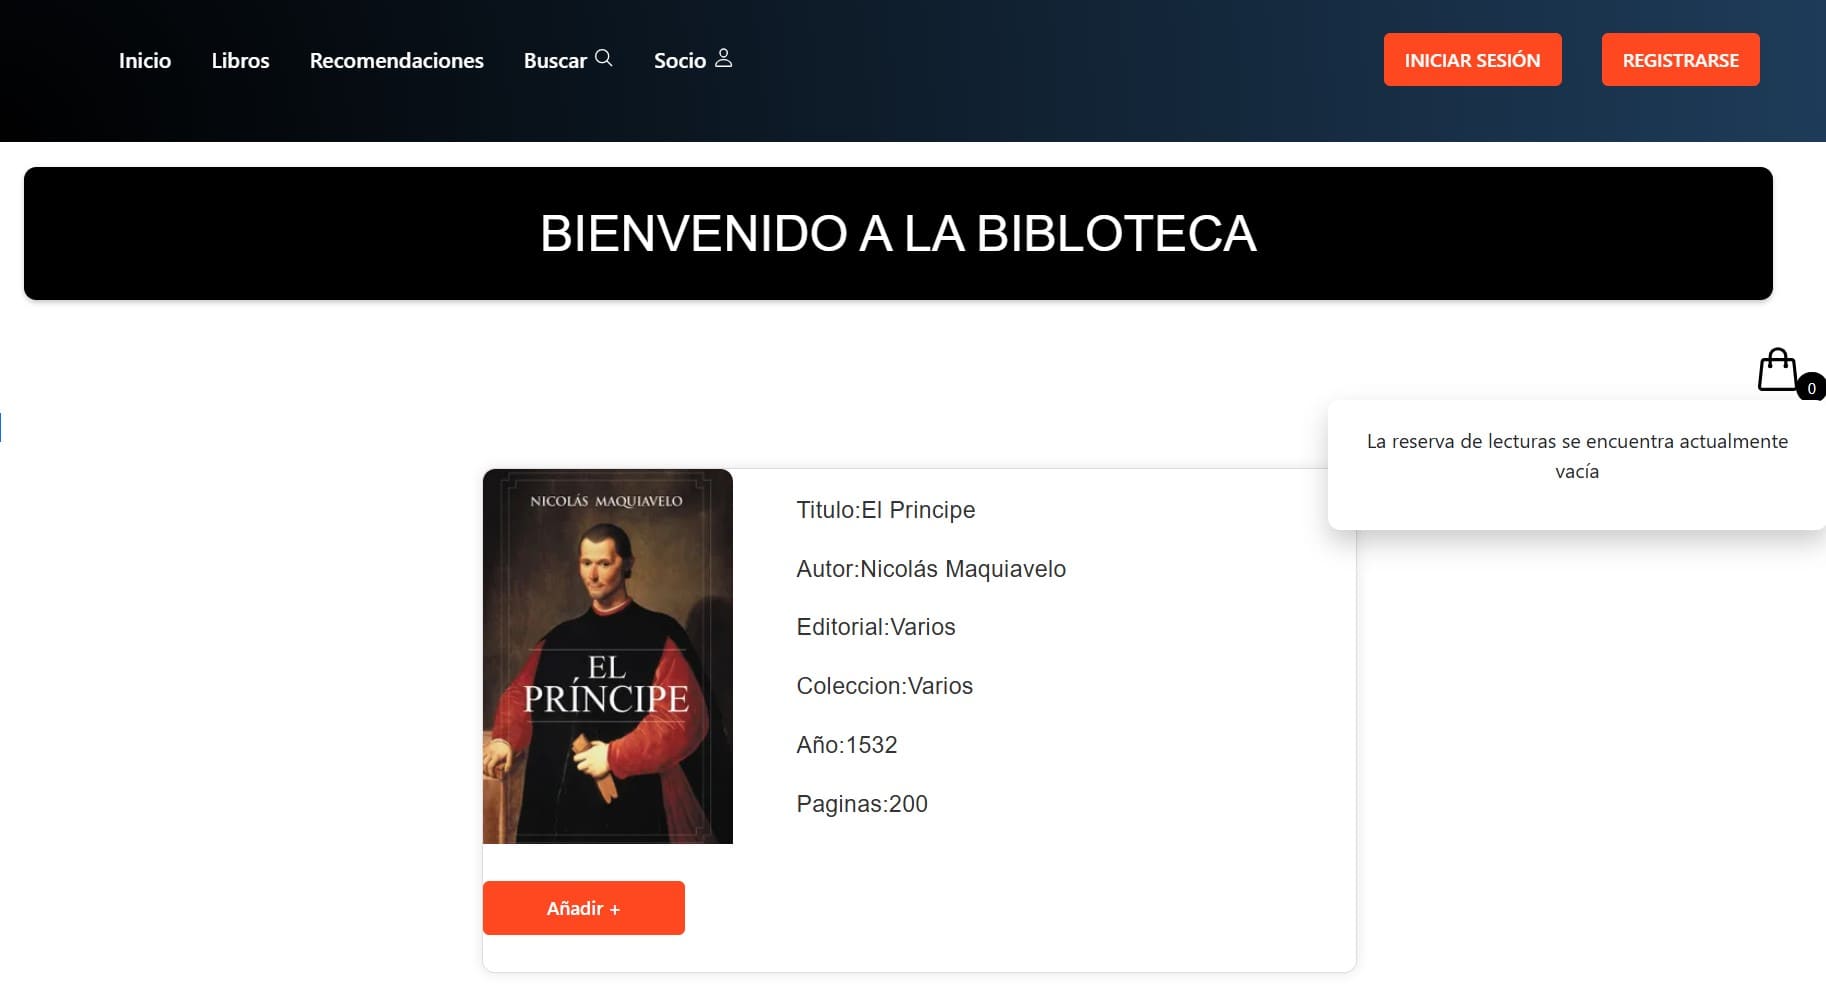 Inicio Libros Recomendaciones Buscar Socio INICIAR SESIÓN REGISTRARSE
BIENVENIDO A LA BIBLOTECA
0
La reserva de lecturas se encuentra actualmente
vacía
NICOLÁS MAQUIAVELO
EL
PRÍNCIPE
Titulo:El Principe
Autor:Nicolás Maquiavelo
Editorial:Varios
Coleccion:Varios
Año:1532
Paginas:200
Añadir +